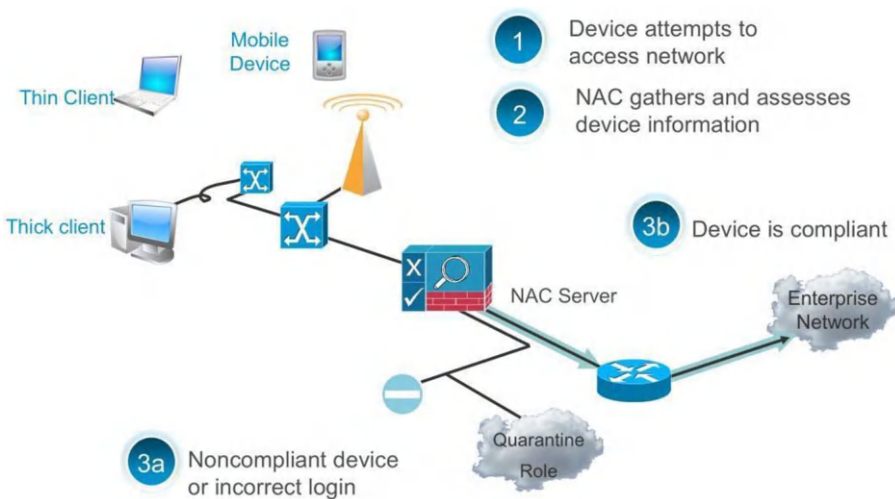 Mobile
Device
Thin Client
Thick client
1
Device attempts to
access network
2
NAC gathers and assesses
device information
3b
Device is compliant
X
✓
NAC Server
Enterprise
Network
Quarantine
Role
3a
Noncompliant device
or incorrect login